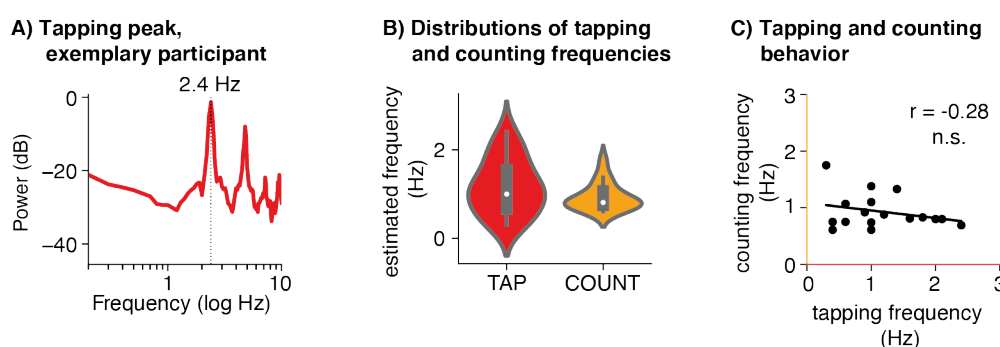 A) Tapping peak,
exemplary participant
2.4 Hz
0
−20
−40
Power (dB)
1
10
Frequency (log Hz)
B) Distributions of tapping
and counting frequencies
estimated frequency
(Hz)
2
0
TAP
COUNT
C) Tapping and counting
behavior
r = -0.28
n.s.
counting frequency
(Hz)
3
2
1
0
0
1
2
3
tapping frequency
(Hz)